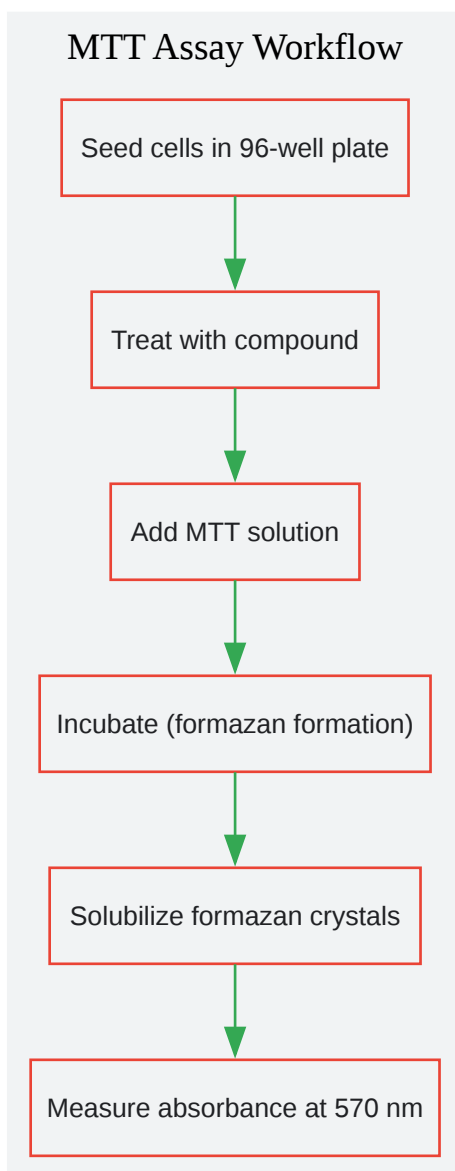 MTT Assay Workflow
Seed cells in 96-well plate
Treat with compound
Add MTT solution
Incubate (formazan formation)
Solubilize formazan crystals
Measure absorbance at 570 nm